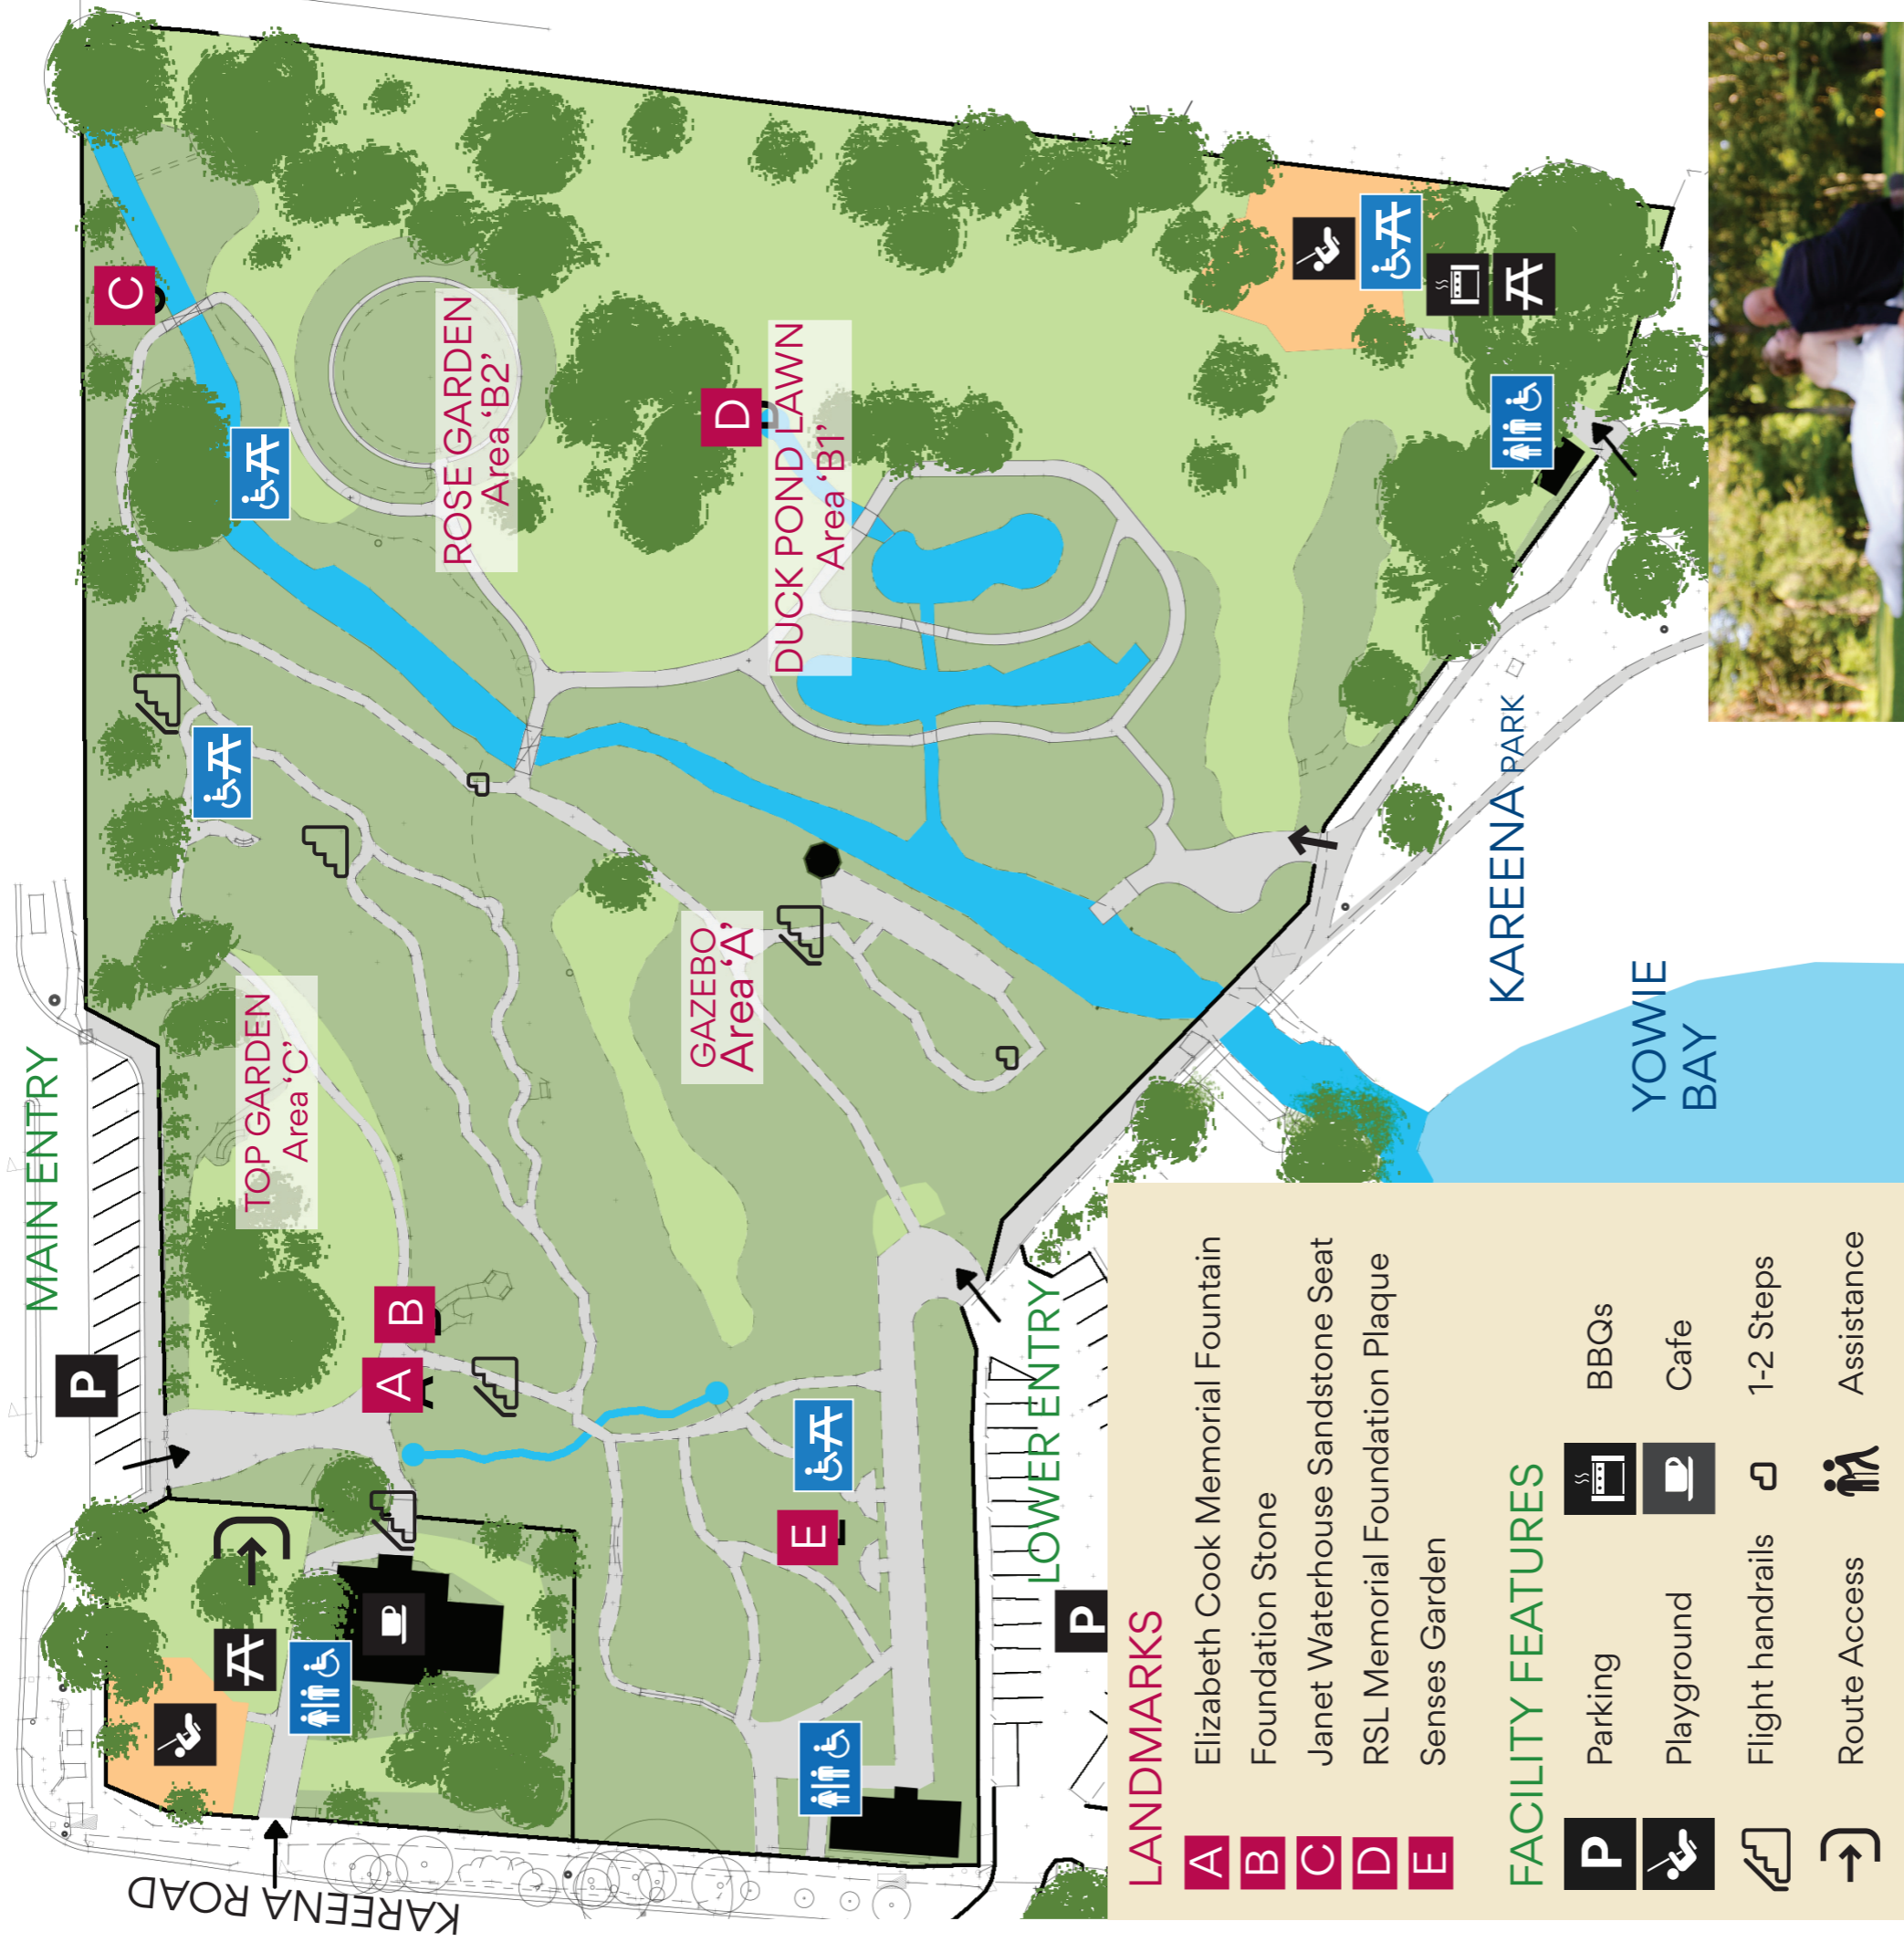 MAIN ENTRY
P
TOP GARDEN
Area ‘C’
C
ROSE GARDEN
Area ‘B2’
A
B
GAZEBO
Area ‘A’
D
DUCK POND LAWN
Area ‘B1’
E
KAREENA ROAD
LOWER ENTRY
P
KAREENA PARK
YOWIE
BAY
LANDMARKS
A Elizabeth Cook Memorial Fountain
B Foundation Stone
C Janet Waterhouse Sandstone Seat
D RSL Memorial Foundation Plaque
E Senses Garden
FACILITY FEATURES
P Parking
BBQs
Playground
Cafe
Flight handrails
1-2 Steps
Route Access
Assistance